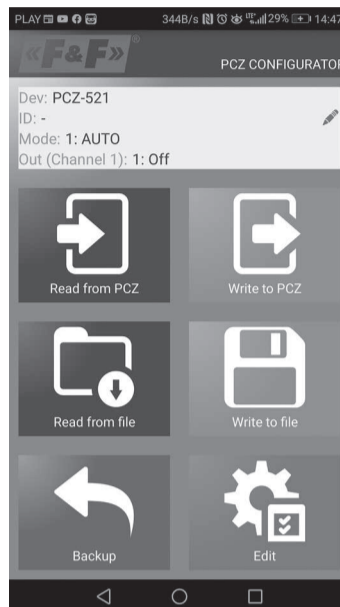 PLAY 344B/s LTE 29% 14:47
«F&F»®
PCZ CONFIGURATOR
Dev: PCZ-521
ID: -
Mode: 1: AUTO
Out (Channel 1): 1: Off
Read from PCZ
Write to PCZ
Read from file
Write to file
Backup
Edit